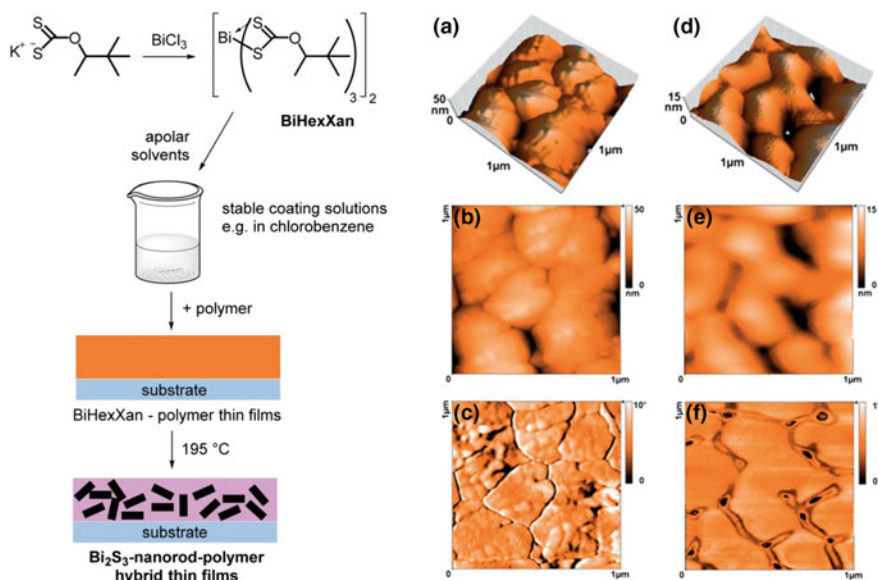 S
K⁺ ⁻S
O
BiCl₃
Bi
S
S
O
3
2
BiHexXan
apolar
solvents
stable coating solutions
e.g. in chlorobenzene
+ polymer
substrate
BiHexXan - polymer thin films
195 °C
substrate
Bi₂S₃-nanorod-polymer
hybrid thin films
(a)
50
nm
0
1µm
1µm
(d)
15
nm
0
1µm
1µm
(b)
1µm
0
1µm
50
0
nm
(e)
1µm
0
1µm
15
0
nm
(c)
1µm
0
1µm
10°
0
(f)
1µm
0
1µm
0